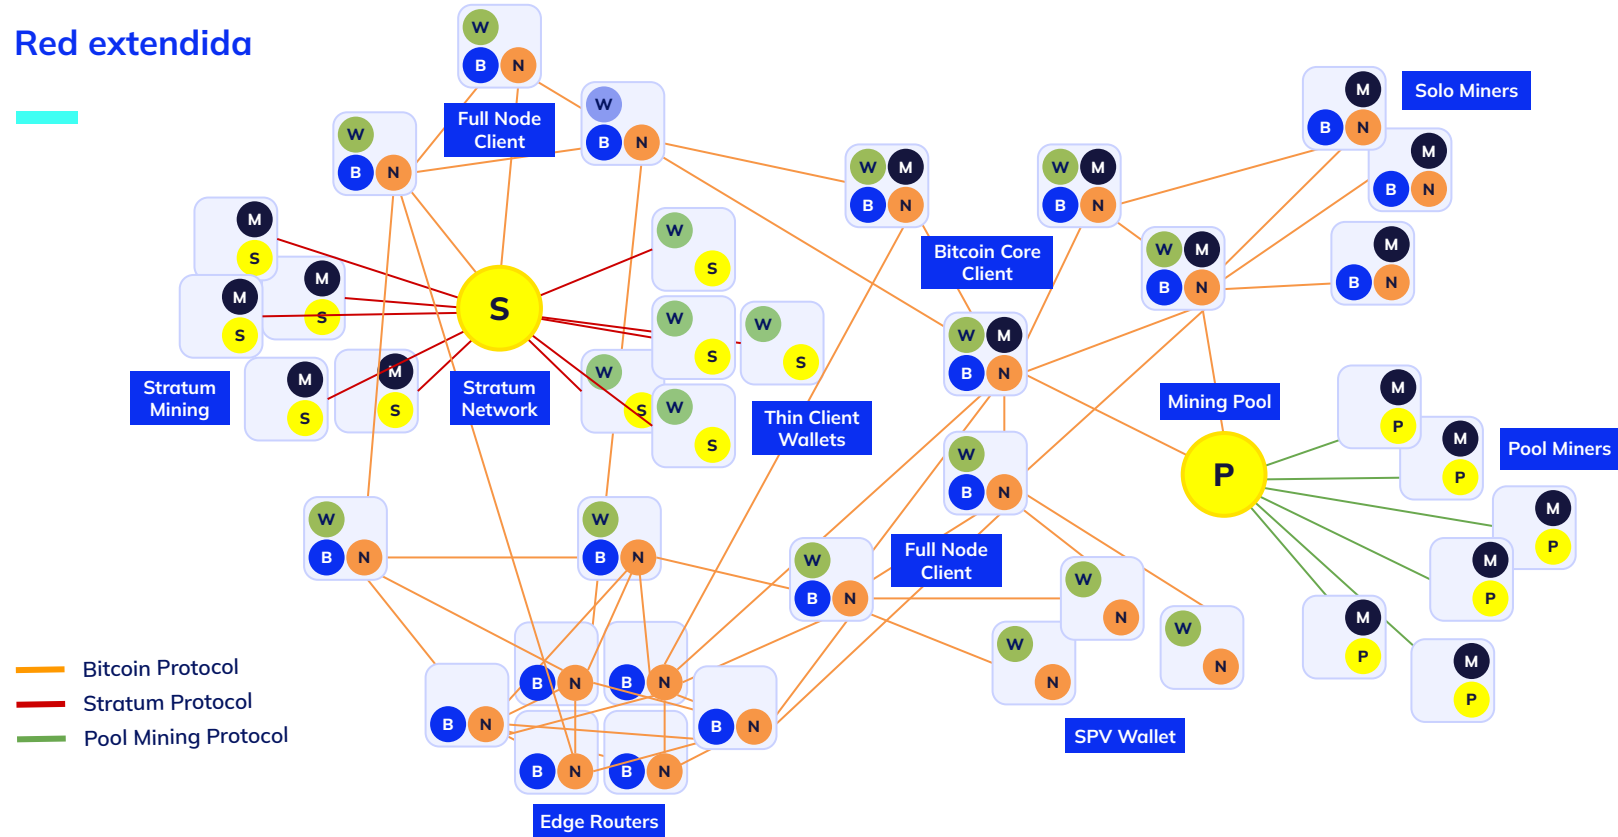 Red extendida
W
B N
Full Node
Client
W
B N
W
B N
W M
B N
W M
B N
Bitcoin Core
Client
W M
B N
M
B N
Solo Miners
M
B N
M
B N
M
S
M
S
M
S
M
S
M
S
Stratum
Mining
S
Stratum
Network
W
S
W
S
W
S
W
S
W
S
Thin Client
Wallets
W M
B N
W
B N
Full Node
Client
Mining Pool
P
M
P
M
P
Pool Miners
M
P
M
P
M
P
M
P
W
B N
W
B N
W
B N
W
N
W
N
W
N
SPV Wallet
B N
B N
B N
B N
B N
B N
Edge Routers
Bitcoin Protocol
Stratum Protocol
Pool Mining Protocol